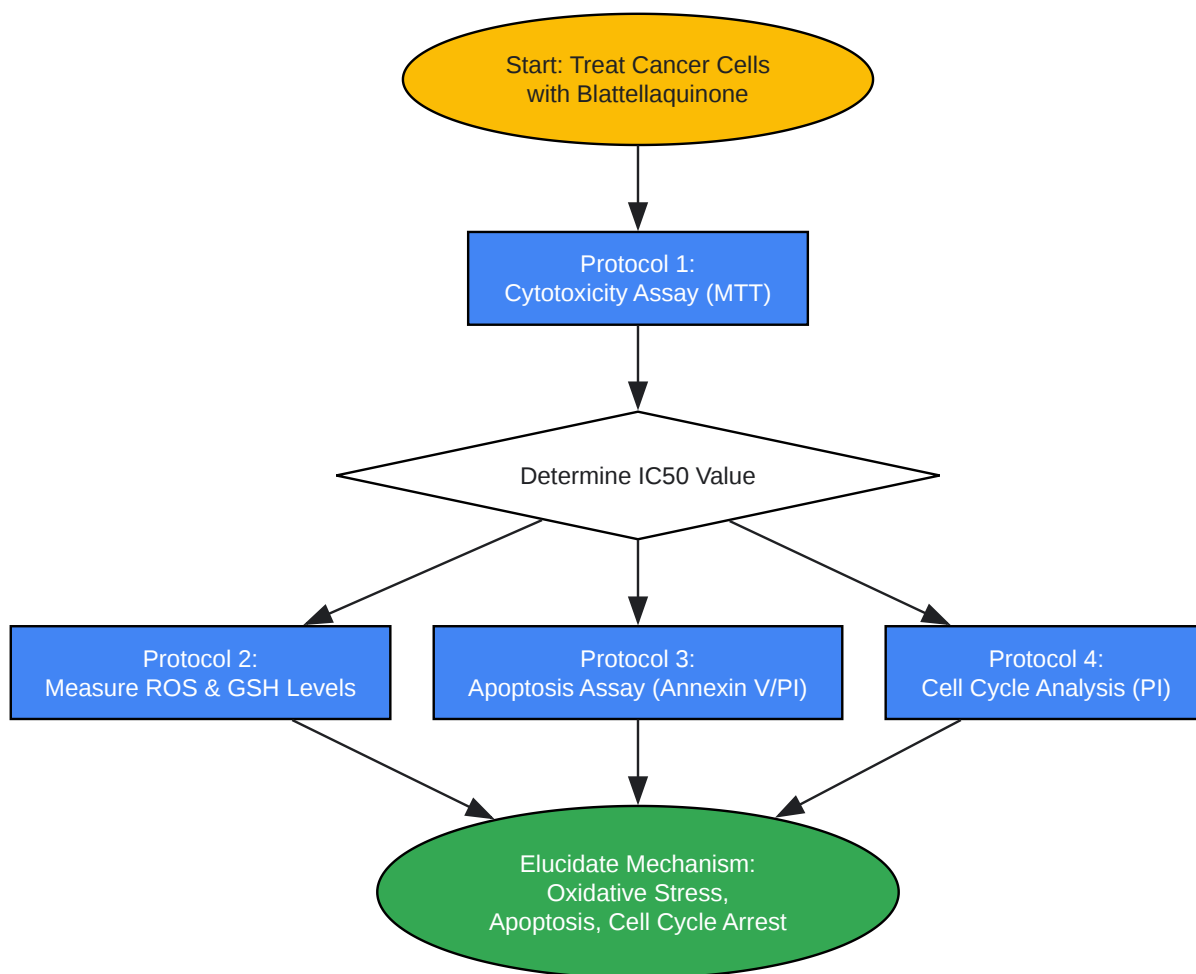 Start: Treat Cancer Cells
with Blattellaquinone
Protocol 1:
Cytotoxicity Assay (MTT)
Determine IC50 Value
Protocol 2:
Measure ROS & GSH Levels
Protocol 3:
Apoptosis Assay (Annexin V/PI)
Protocol 4:
Cell Cycle Analysis (PI)
Elucidate Mechanism:
Oxidative Stress,
Apoptosis, Cell Cycle Arrest